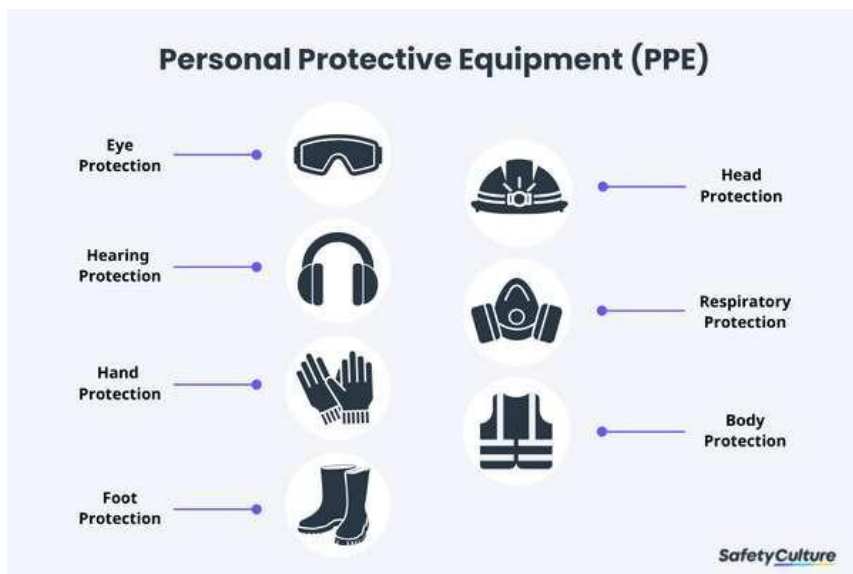 Personal Protective Equipment (PPE)
Eye
Protection
Hearing
Protection
Hand
Protection
Foot
Protection
Head
Protection
Respiratory
Protection
Body
Protection
SafetyCulture